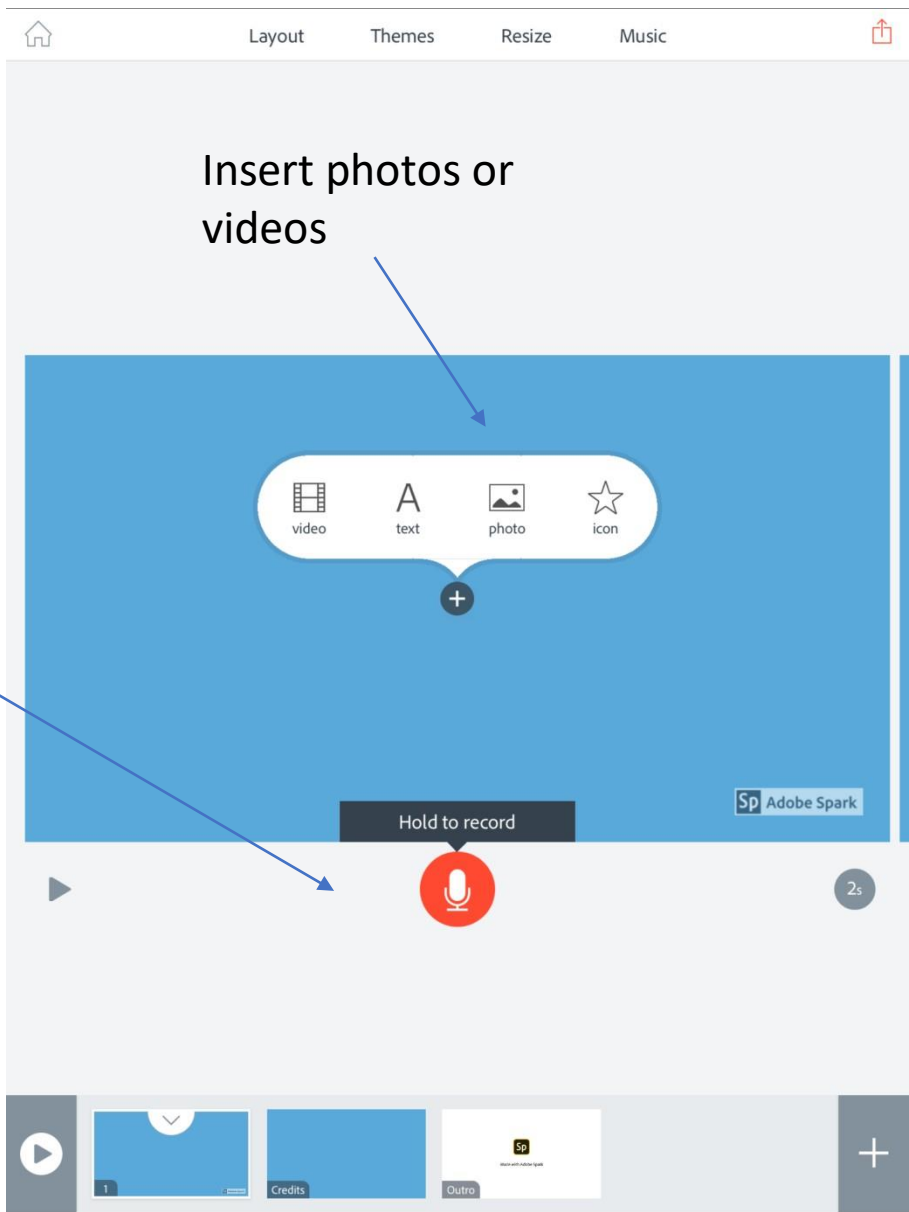 Layout Themes Resize Music
Insert photos or
videos
video text photo icon
+
Sp Adobe Spark
Hold to record
2s
Sp
1 Credits Outro
+